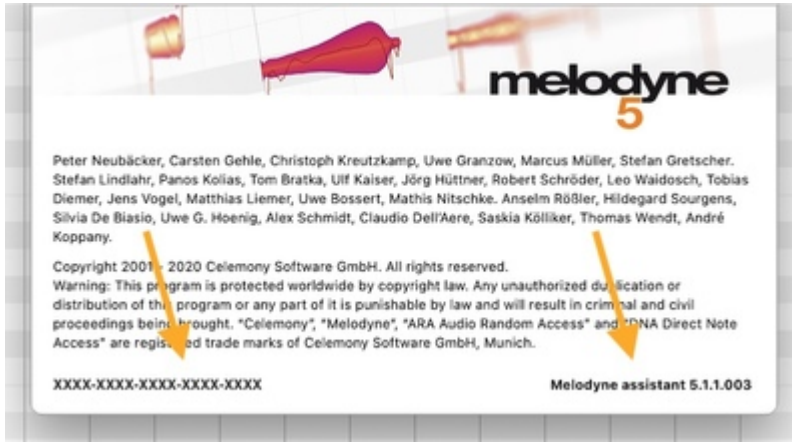 melodyne
5
Peter Neubäcker, Carsten Gehle, Christoph Kreutzkamp, Uwe Granzow, Marcus Müller, Stefan Gretscher.
Stefan Lindlahr, Panos Kolias, Tom Bratka, Ulf Kaiser, Jörg Hüttner, Robert Schröder, Leo Waidosch, Tobias
Diemer, Jens Vogel, Matthias Liemer, Uwe Bossert, Mathis Nitschke. Anselm Rößler, Hildegard Sourgens,
Silvia De Biasio, Uwe G. Hoenig, Alex Schmidt, Claudio Dell'Aere, Saskia Kölliker, Thomas Wendt, André
Koppany.
Copyright 2001 - 2020 Celemony Software GmbH. All rights reserved.
Warning: This program is protected worldwide by copyright law. Any unauthorized duplication or
distribution of this program or any part of it is punishable by law and will result in criminal and civil
proceedings being brought. "Celemony", "Melodyne", "ARA Audio Random Access" and "DNA Direct Note
Access" are registered trade marks of Celemony Software GmbH, Munich.
XXXX-XXXX-XXXX-XXXX-XXXX
Melodyne assistant 5.1.1.003